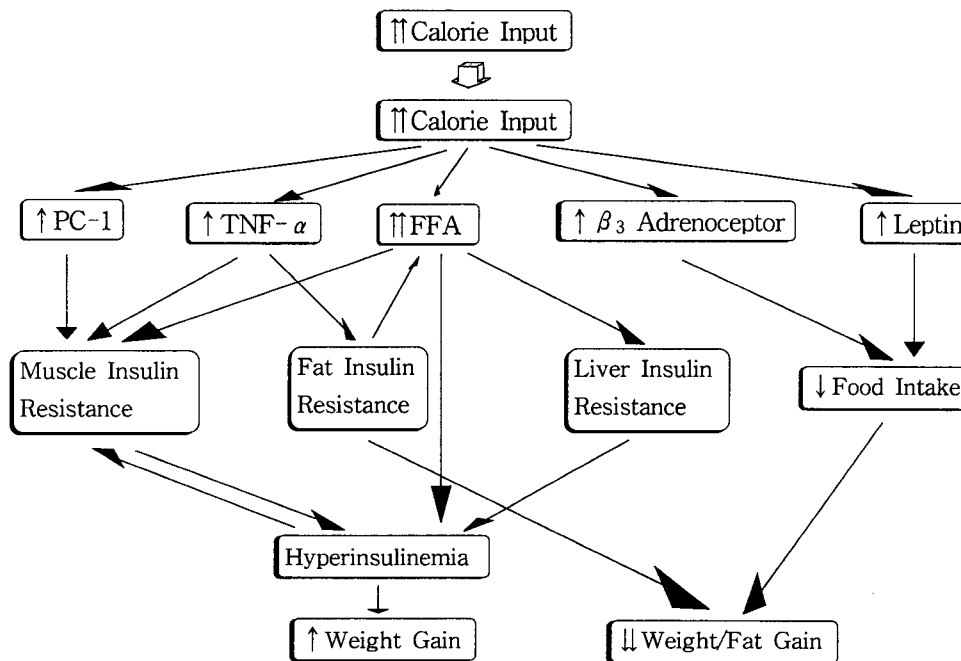 ⇈Calorie Input
⇈Calorie Input
↑PC-1
↑TNF-α
⇈FFA
↑β₃ Adrenoceptor
↑Leptin
Muscle Insulin
Resistance
Fat Insulin
Resistance
Liver Insulin
Resistance
↓Food Intake
Hyperinsulinemia
↑Weight Gain
⇊Weight/Fat Gain